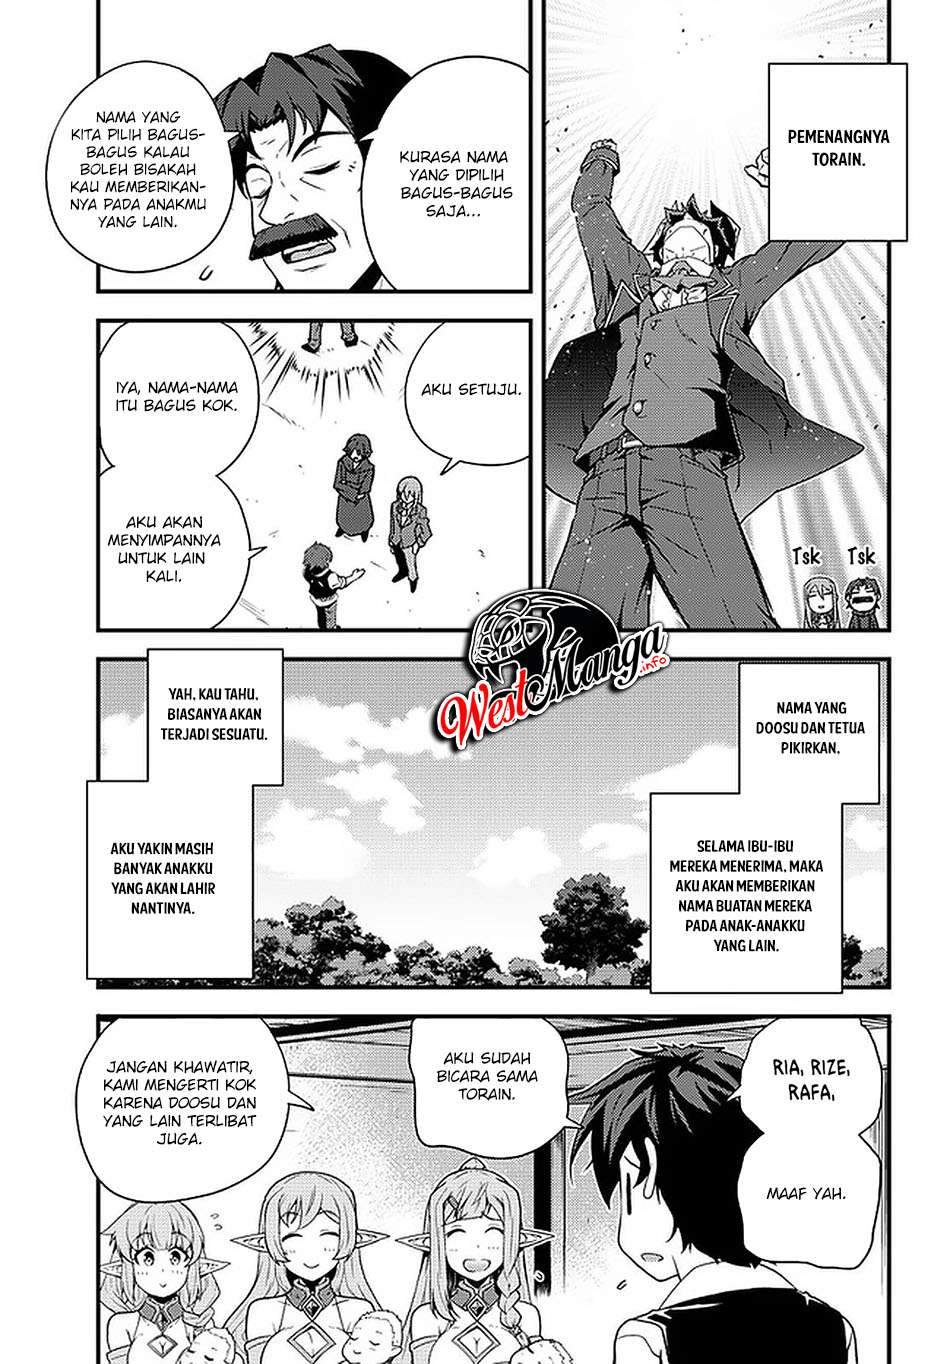 PEMENANGNYA
TORAIN.
Tsk
Tsk
KURASA NAMA
YANG DIPILIH
BAGUS-BAGUS
SAJA...
NAMA YANG
KITA PILIH BAGUS-
BAGUS KALAU
BOLEH BISAKAH
KAU MEMBERIKAN-
NYA PADA ANAKMU
YANG LAIN.
AKU SETUJU.
IYA, NAMA-NAMA
ITU BAGUS KOK.
AKU AKAN
MENYIMPANNYA
UNTUK LAIN
KALI.
WestManga
.info
NAMA YANG
DOOSU DAN TETUA
PIKIRKAN.
SELAMA IBU-IBU
MEREKA MENERIMA, MAKA
AKU AKAN MEMBERIKAN
NAMA BUATAN MEREKA
PADA ANAK-ANAKKU
YANG LAIN.
YAH. KAU TAHU.
BIASANYA AKAN
TERJADI SESUATU.
AKU YAKIN MASIH
BANYAK ANAKKU
YANG AKAN LAHIR
NANTINYA.
RIA, RIZE,
RAFA,
MAAF YAH.
AKU SUDAH
BICARA SAMA
TORAIN.
JANGAN KHAWATIR,
KAMI MENGERTI KOK
KARENA DOOSU DAN
YANG LAIN TERLIBAT
JUGA.